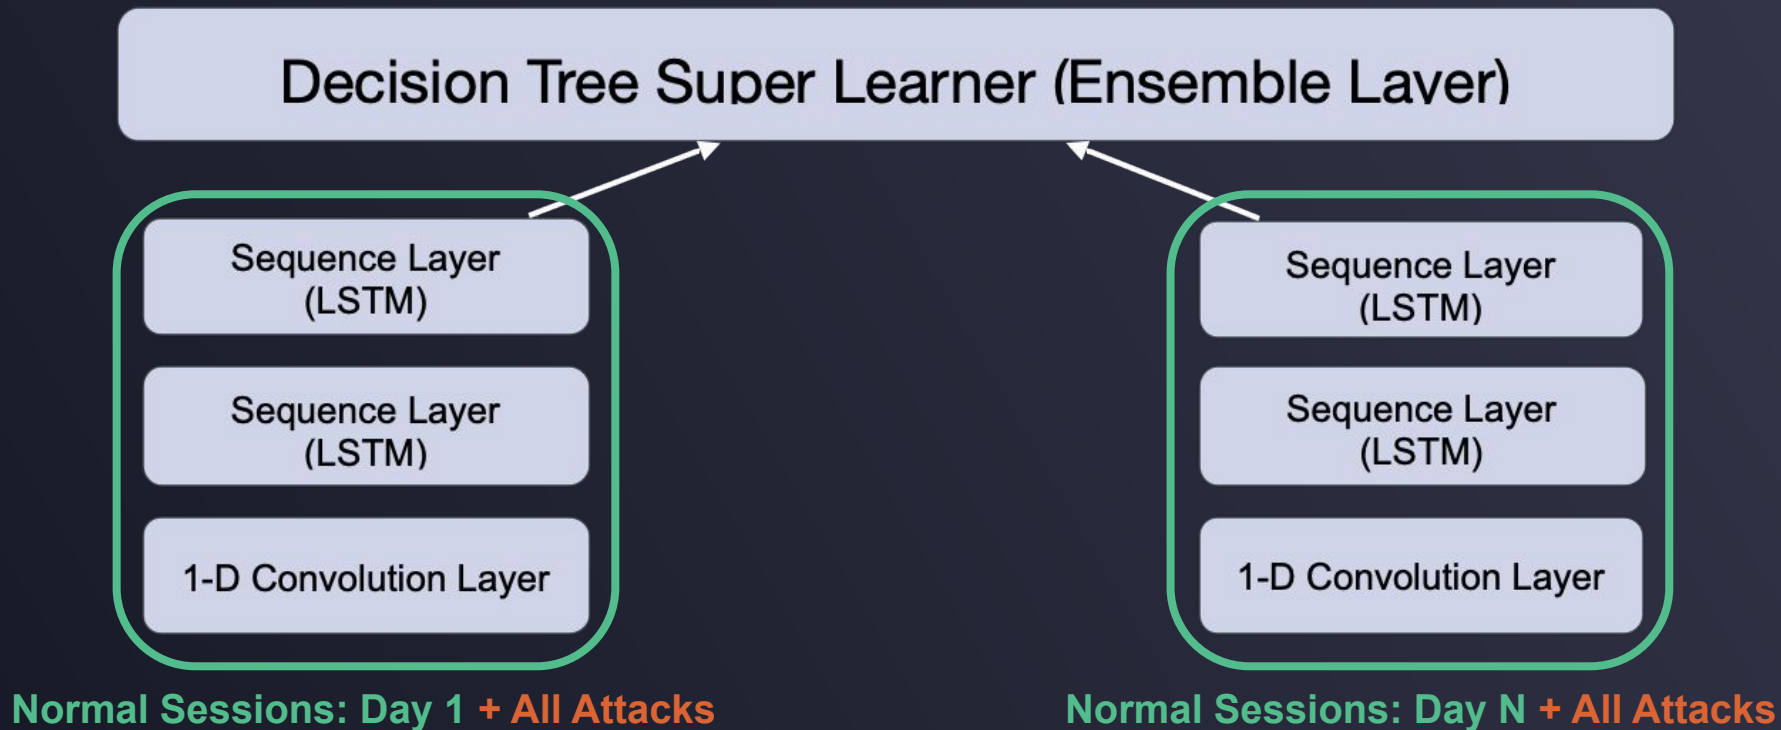 Decision Tree Super Learner (Ensemble Layer)
Sequence Layer
(LSTM)
Sequence Layer
(LSTM)
1-D Convolution Layer
Normal Sessions: Day 1 + All Attacks
Sequence Layer
(LSTM)
Sequence Layer
(LSTM)
1-D Convolution Layer
Normal Sessions: Day N + All Attacks